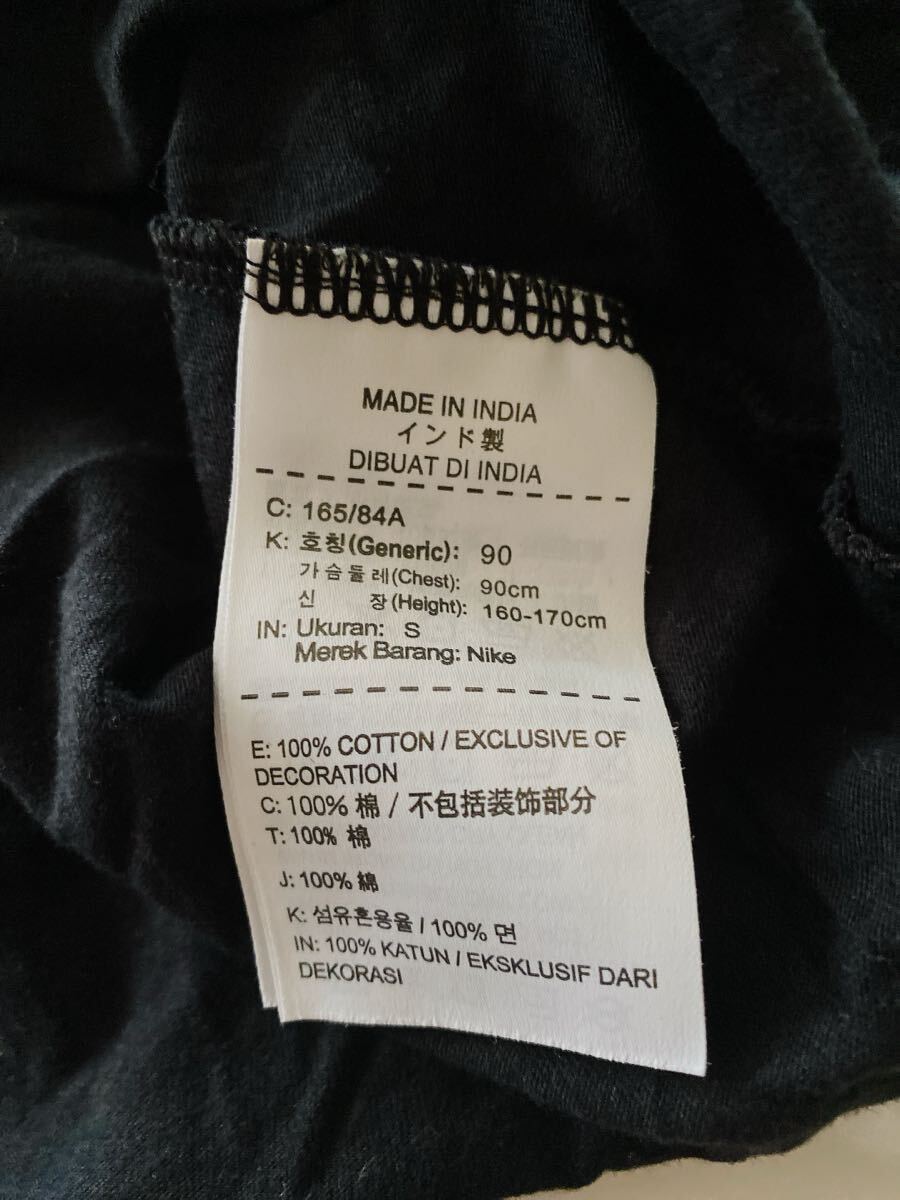 MADE IN INDIA
インド製
DIBUAT DI INDIA
C: 165/84A
K: 호칭(Generic): 90
가슴둘레(Chest): 90cm
신 장(Height): 160-170cm
IN: Ukuran: S
Merek Barang: Nike
E: 100% COTTON / EXCLUSIVE OF
DECORATION
C: 100% 棉 / 不包括装饰部分
T: 100% 棉
J: 100% 綿
K: 섬유혼용율 / 100% 면
IN: 100% KATUN / EKSKLUSIF DARI
DEKORASI